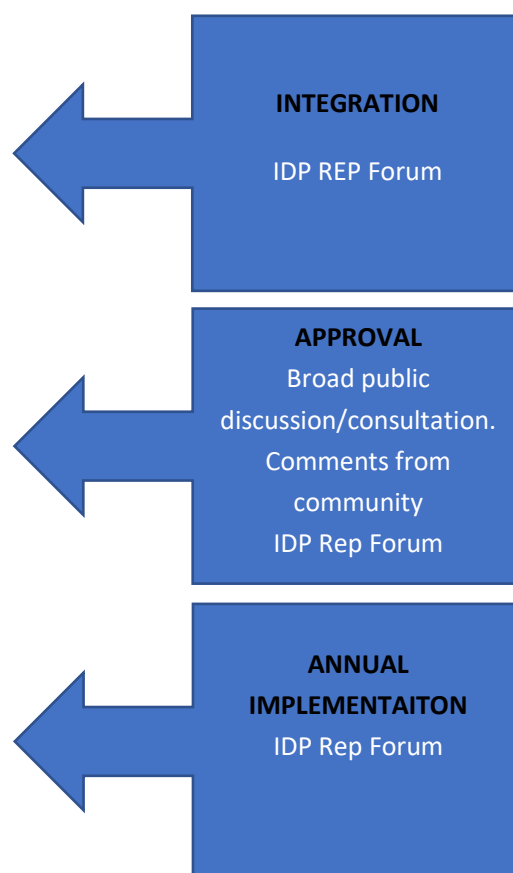 INTEGRATION
IDP REP Forum
APPROVAL
Broad public
discussion/consultation.
Comments from
community
IDP Rep Forum
ANNUAL
IMPLEMENTAITON
IDP Rep Forum